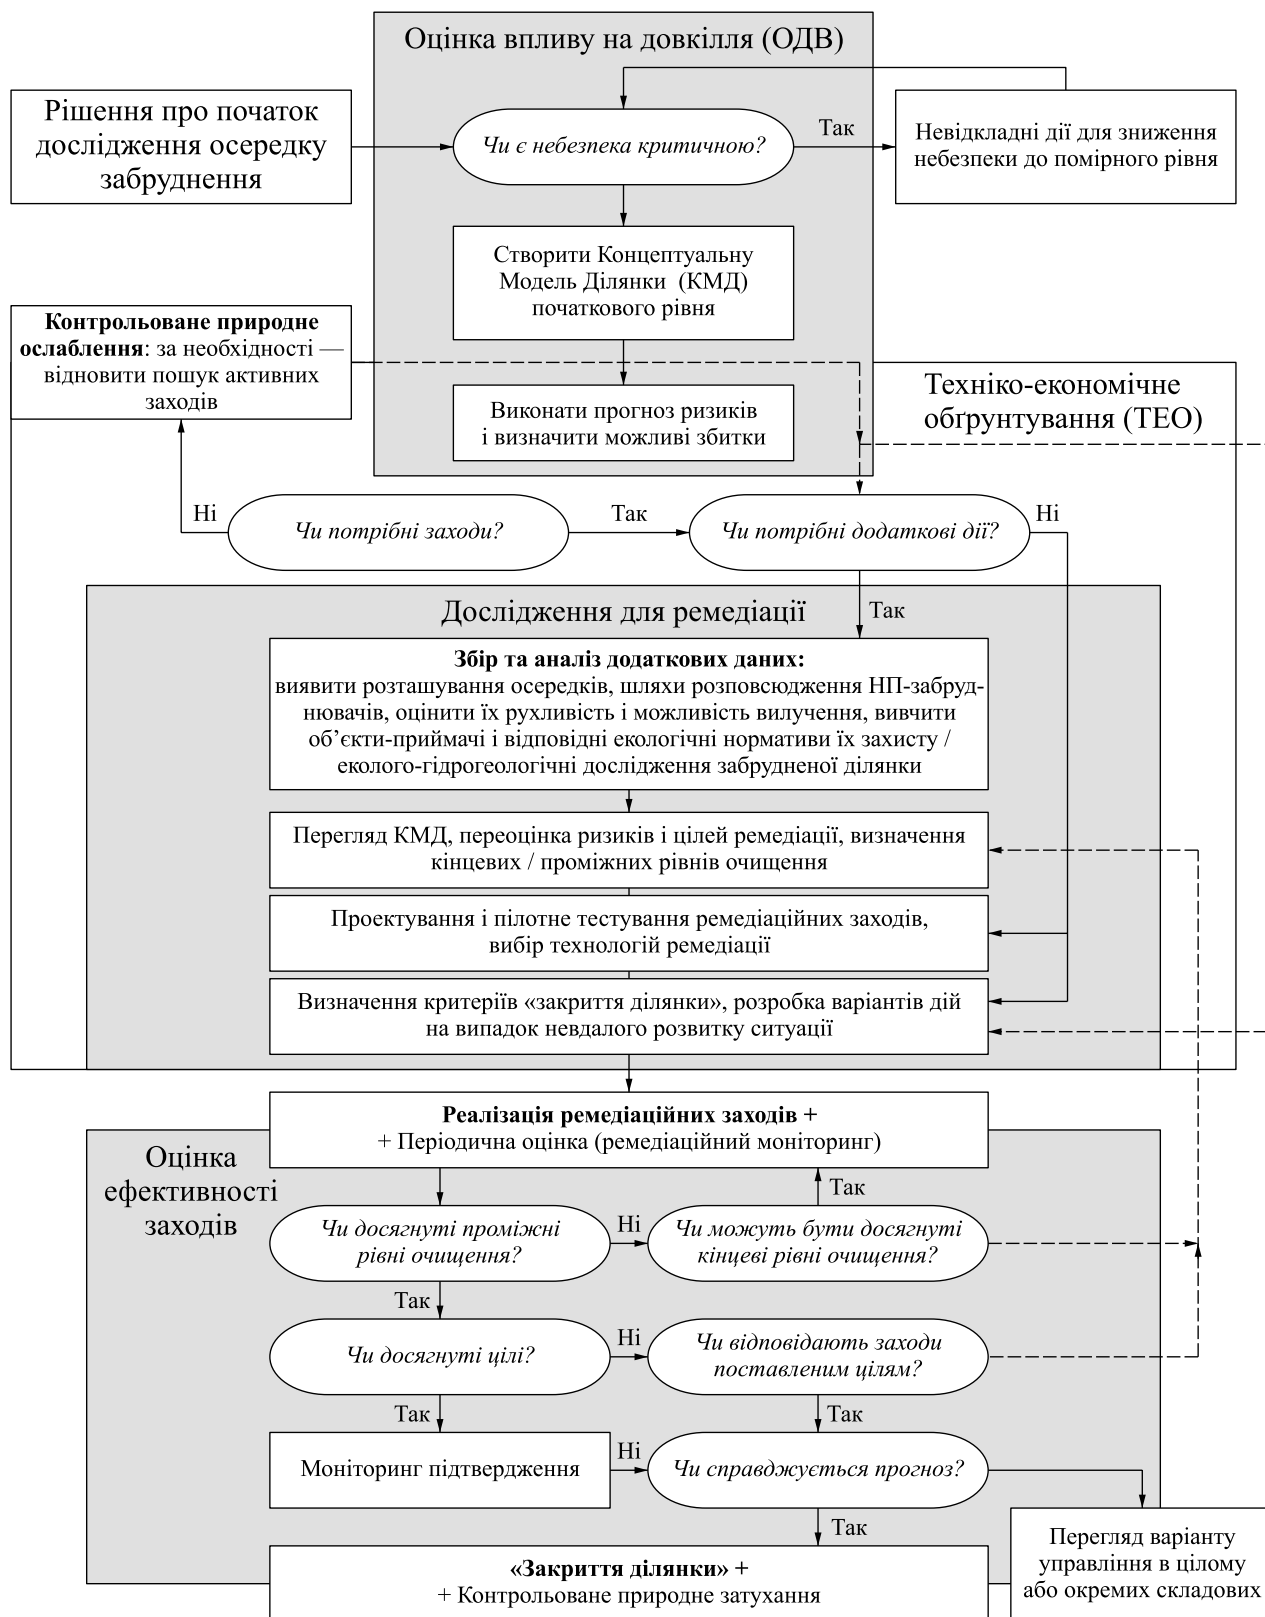 Оцінка впливу на довкілля (ОДВ)
Рішення про початок
дослідження осередку
забруднення
Чи є небезпека критичною?
Так
Невідкладні дії для зниження
небезпеки до помірного рівня
Створити Концептуальну
Модель Ділянки (КМД)
початкового рівня
Контрольоване природне
ослаблення: за необхідності —
відновити пошук активних
заходів
Виконати прогноз ризиків
і визначити можливі збитки
Техніко-економічне
обґрунтування (ТЕО)
Ні
Чи потрібні заходи?
Так
Чи потрібні додаткові дії?
Ні
Дослідження для ремедіації
Так
Збір та аналіз додаткових даних:
виявити розташування осередків, шляхи розповсюдження НП-забруд-
нювачів, оцінити їх рухливість і можливість вилучення, вивчити
об’єкти-приймачі і відповідні екологічні нормативи їх захисту /
еколого-гідрогеологічні дослідження забрудненої ділянки
Перегляд КМД, переоцінка ризиків і цілей ремедіації, визначення
кінцевих / проміжних рівнів очищення
Проектування і пілотне тестування ремедіаційних заходів,
вибір технологій ремедіації
Визначення критеріїв «закриття ділянки», розробка варіантів дій
на випадок невдалого розвитку ситуації
Реалізація ремедіаційних заходів +
+ Періодична оцінка (ремедіаційний моніторинг)
Оцінка
ефективності
заходів
Так
Чи досягнуті проміжні
рівні очищення?
Ні
Чи можуть бути досягнуті
кінцеві рівні очищення?
Так
Чи досягнуті цілі?
Ні
Чи відповідають заходи
поставленим цілям?
Так
Так
Моніторинг підтвердження
Ні
Чи справджується прогноз?
Так
Перегляд варіанту
управління в цілому
або окремих складових
«Закриття ділянки» +
+ Контрольоване природне затухання